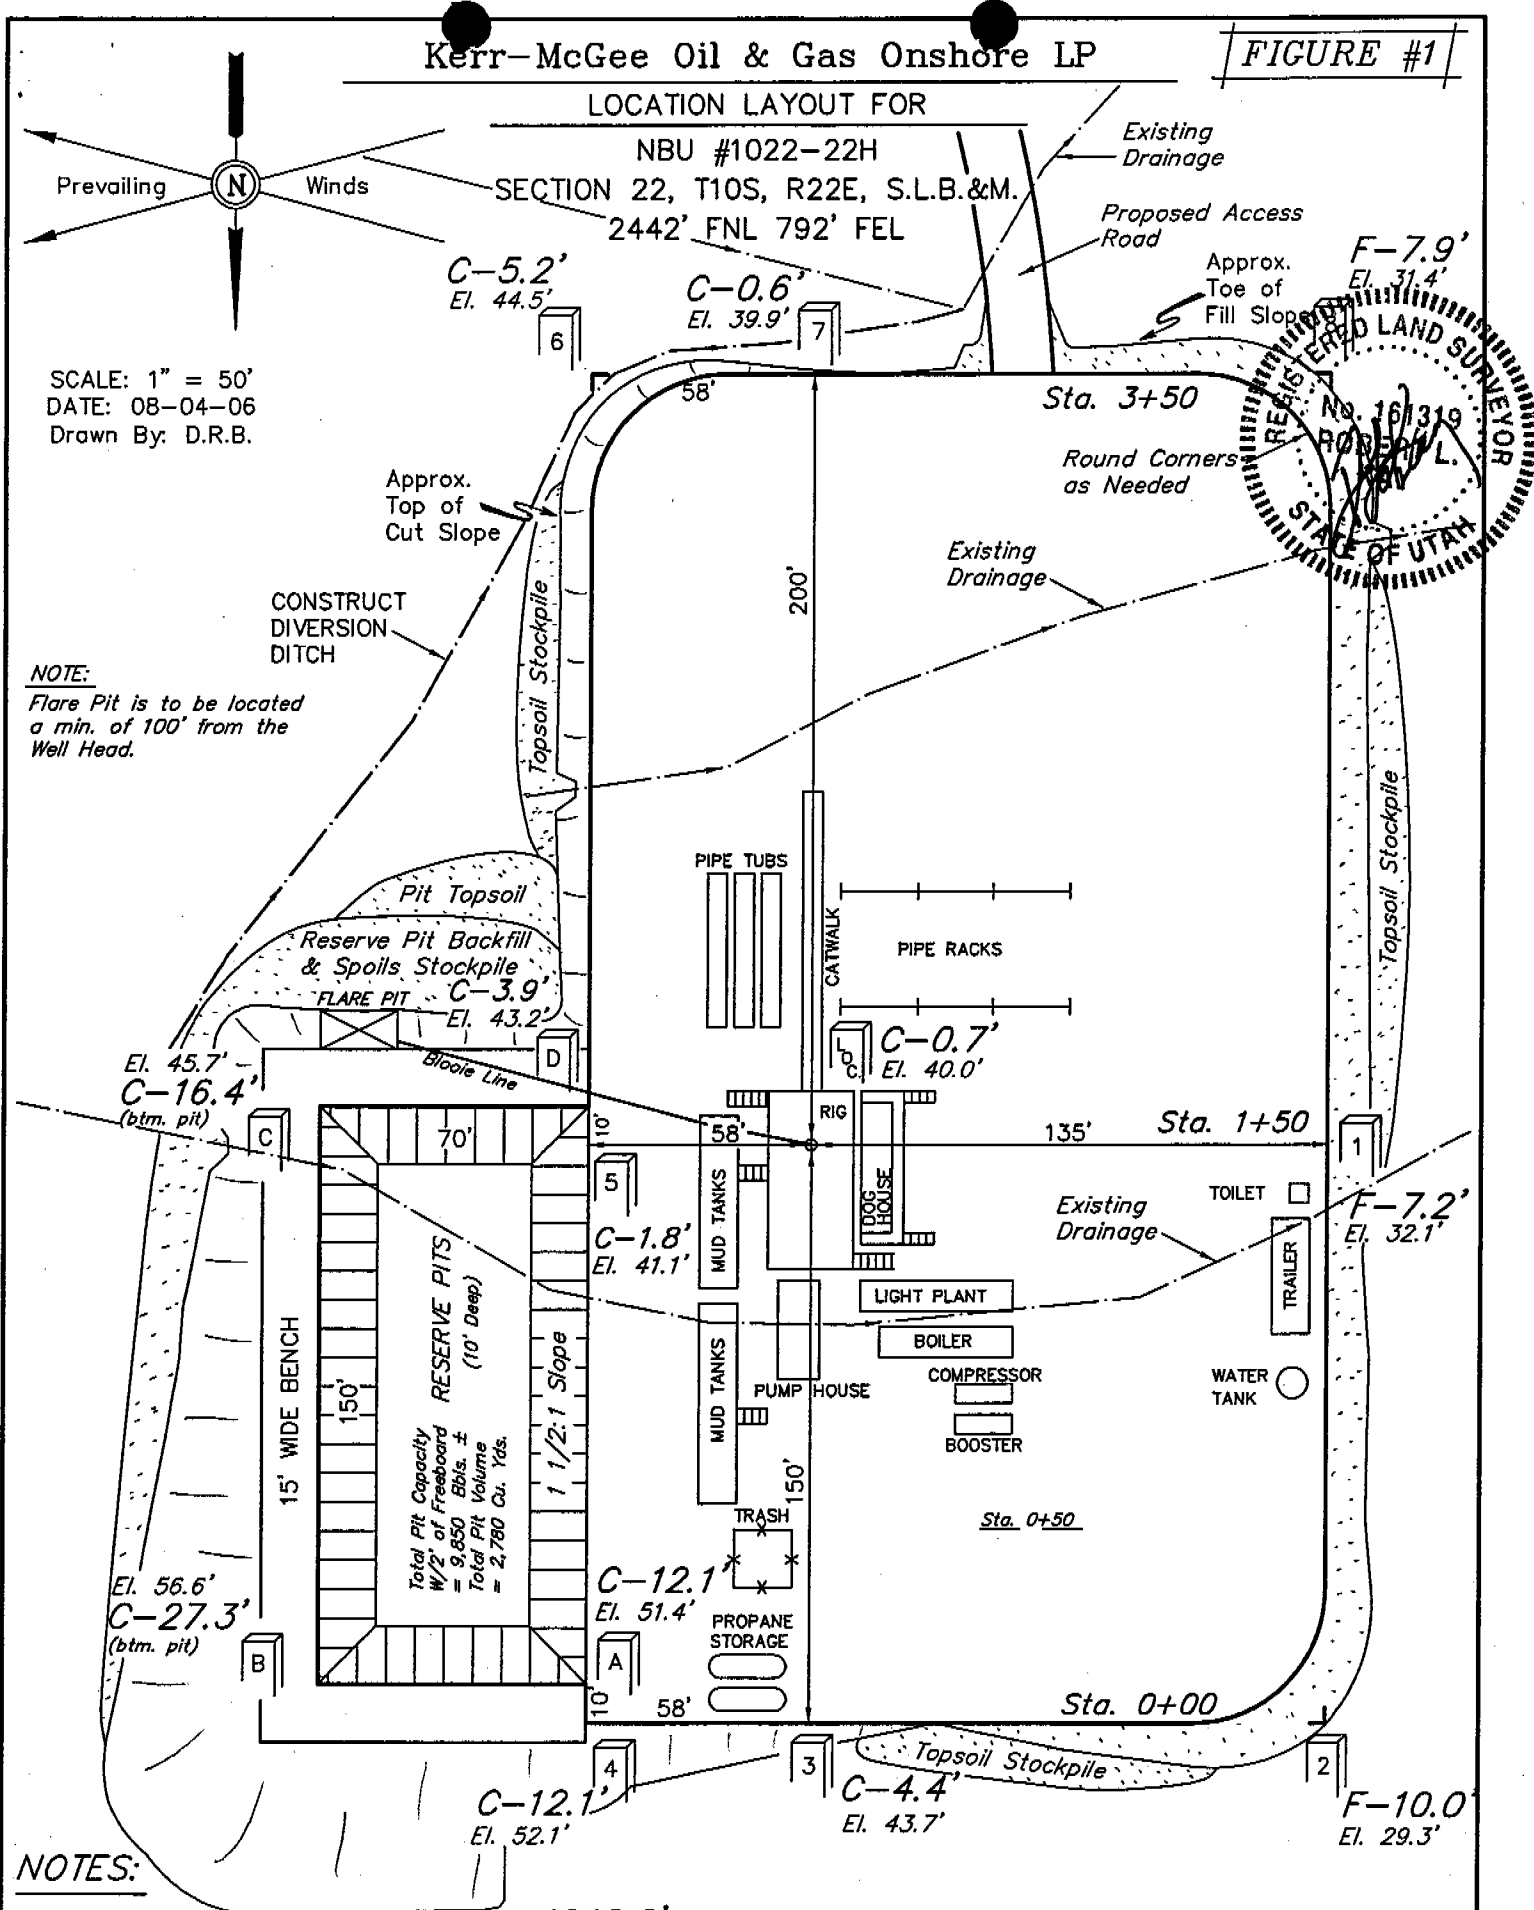 Kerr-McGee Oil & Gas Onshore LP
FIGURE #1
LOCATION LAYOUT FOR
NBU #1022-22H
SECTION 22, T10S, R22E, S.L.B.&M.
2442' FNL 792' FEL
Prevailing
N
Winds
Existing
Drainage
Proposed Access
Road
Approx.
Toe of
Fill Slope
F-7.9'
El. 31.4'
C-5.2'
El. 44.5'
6
C-0.6'
El. 39.9'
7
SCALE: 1" = 50'
DATE: 08-04-06
Drawn By: D.R.B.
58'
Sta. 3+50
REGISTERED LAND SURVEYOR
No. 161319
ROBERT L.
STATE OF UTAH
Round Corners
as Needed
Approx.
Top of
Cut Slope
200'
Existing
Drainage
CONSTRUCT
DIVERSION
DITCH
Topsoil Stockpile
NOTE:
Flare Pit is to be located
a min. of 100' from the
Well Head.
Topsoil Stockpile
PIPE TUBS
CATWALK
PIPE RACKS
Pit Topsoil
Reserve Pit Backfill
& Spoils Stockpile
FLARE PIT
C-3.9'
El. 43.2'
D
Blooie Line
LOC.
C-0.7'
El. 40.0'
El. 45.7'
C-16.4'
(btm. pit)
C
RIG
70'
10'
58'
135'
Sta. 1+50
1
5
MUD TANKS
DOG
HOUSE
TOILET
F-7.2'
El. 32.1'
Existing
Drainage
TRAILER
C-1.8'
El. 41.1'
LIGHT PLANT
BOILER
COMPRESSOR
BOOSTER
PUMP HOUSE
MUD TANKS
WATER
TANK
15' WIDE BENCH
150'
RESERVE PITS
(10' Deep)
Total Pit Capacity
W/2' of Freeboard
= 9,850 Bbls. ±
Total Pit Volume
= 2,780 Cu. Yds.
1 1/2:1 Slope
150'
TRASH
Sta. 0+50
El. 56.6'
C-27.3'
(btm. pit)
B
C-12.1'
El. 51.4'
A
PROPANE
STORAGE
10'
58'
Sta. 0+00
4
3
Topsoil Stockpile
2
C-12.1'
El. 52.1'
C-4.4'
El. 43.7'
F-10.0'
El. 29.3'
NOTES: